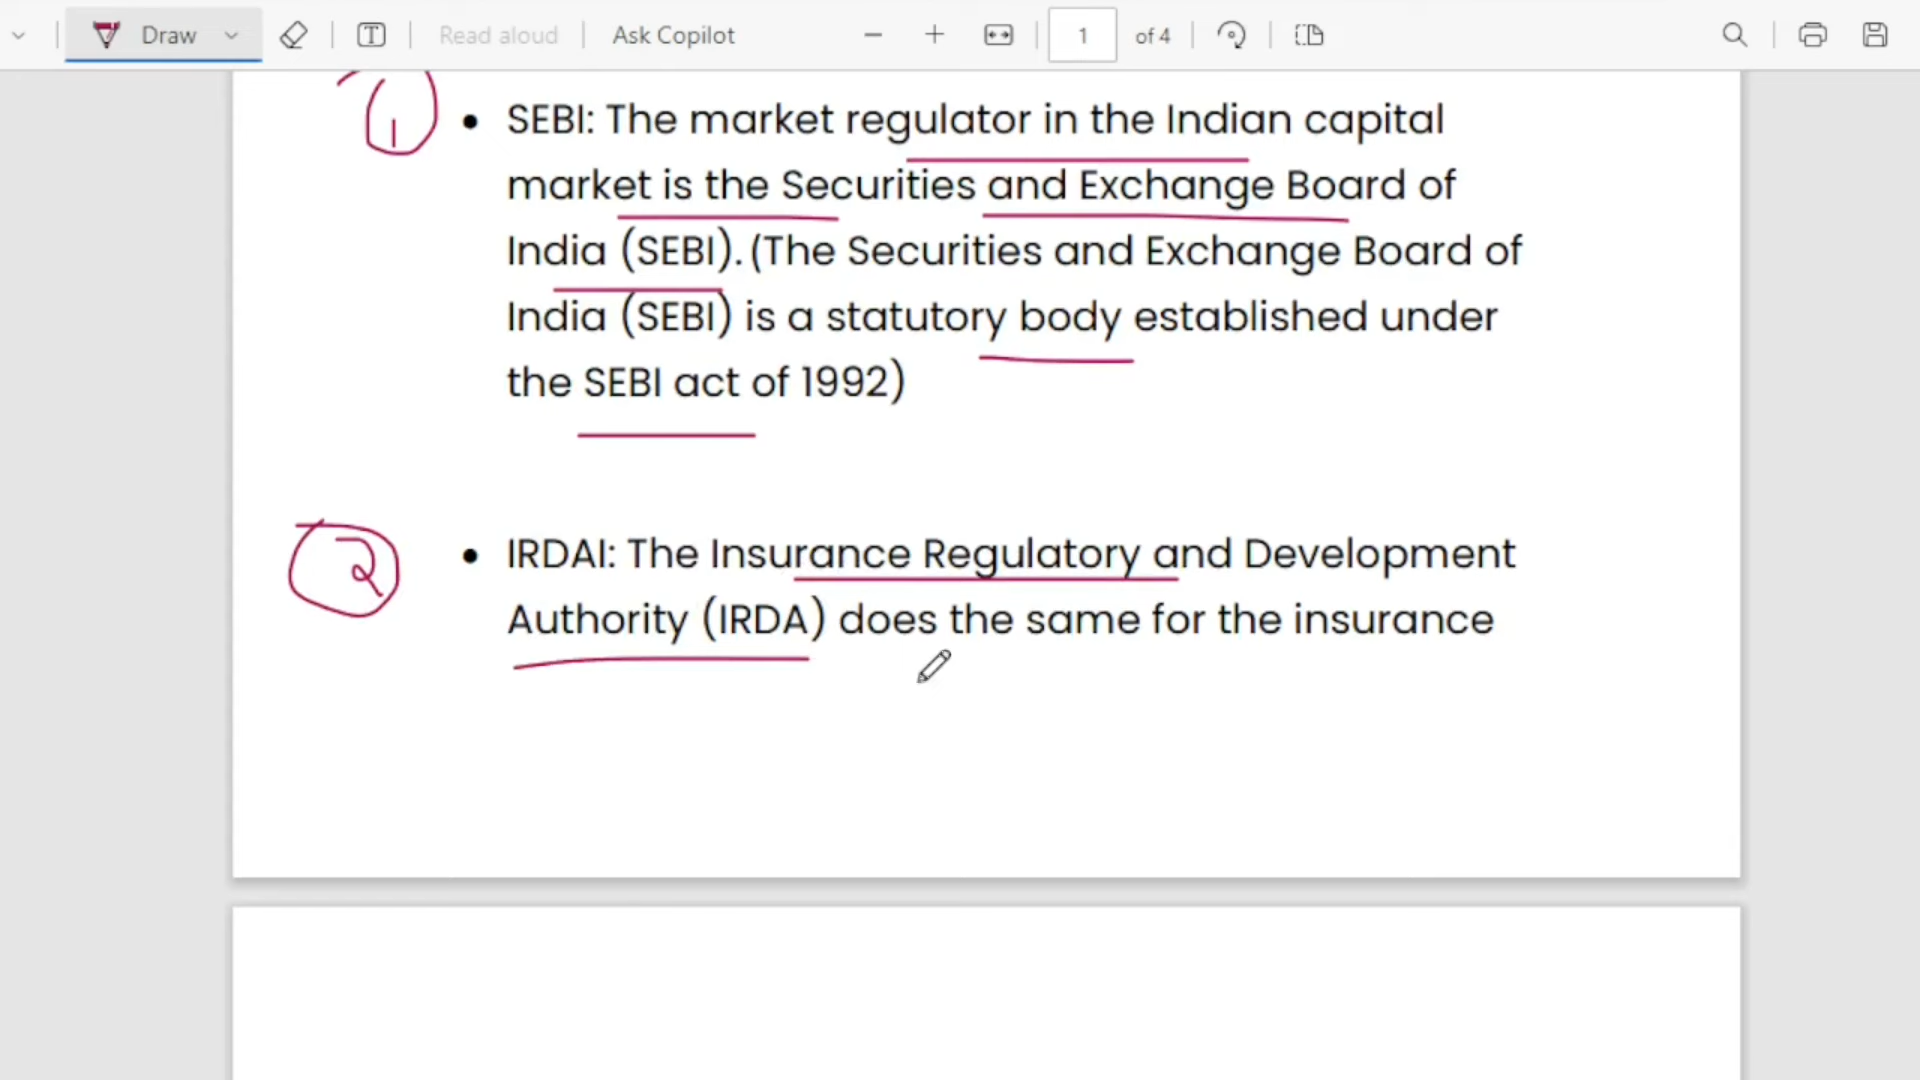 Draw
Read aloud
Ask Copilot
1
of 4
1
• SEBI: The market regulator in the Indian capital
market is the Securities and Exchange Board of
India (SEBI). (The Securities and Exchange Board of
India (SEBI) is a statutory body established under
the SEBI act of 1992)
2
• IRDAI: The Insurance Regulatory and Development
Authority (IRDA) does the same for the insurance